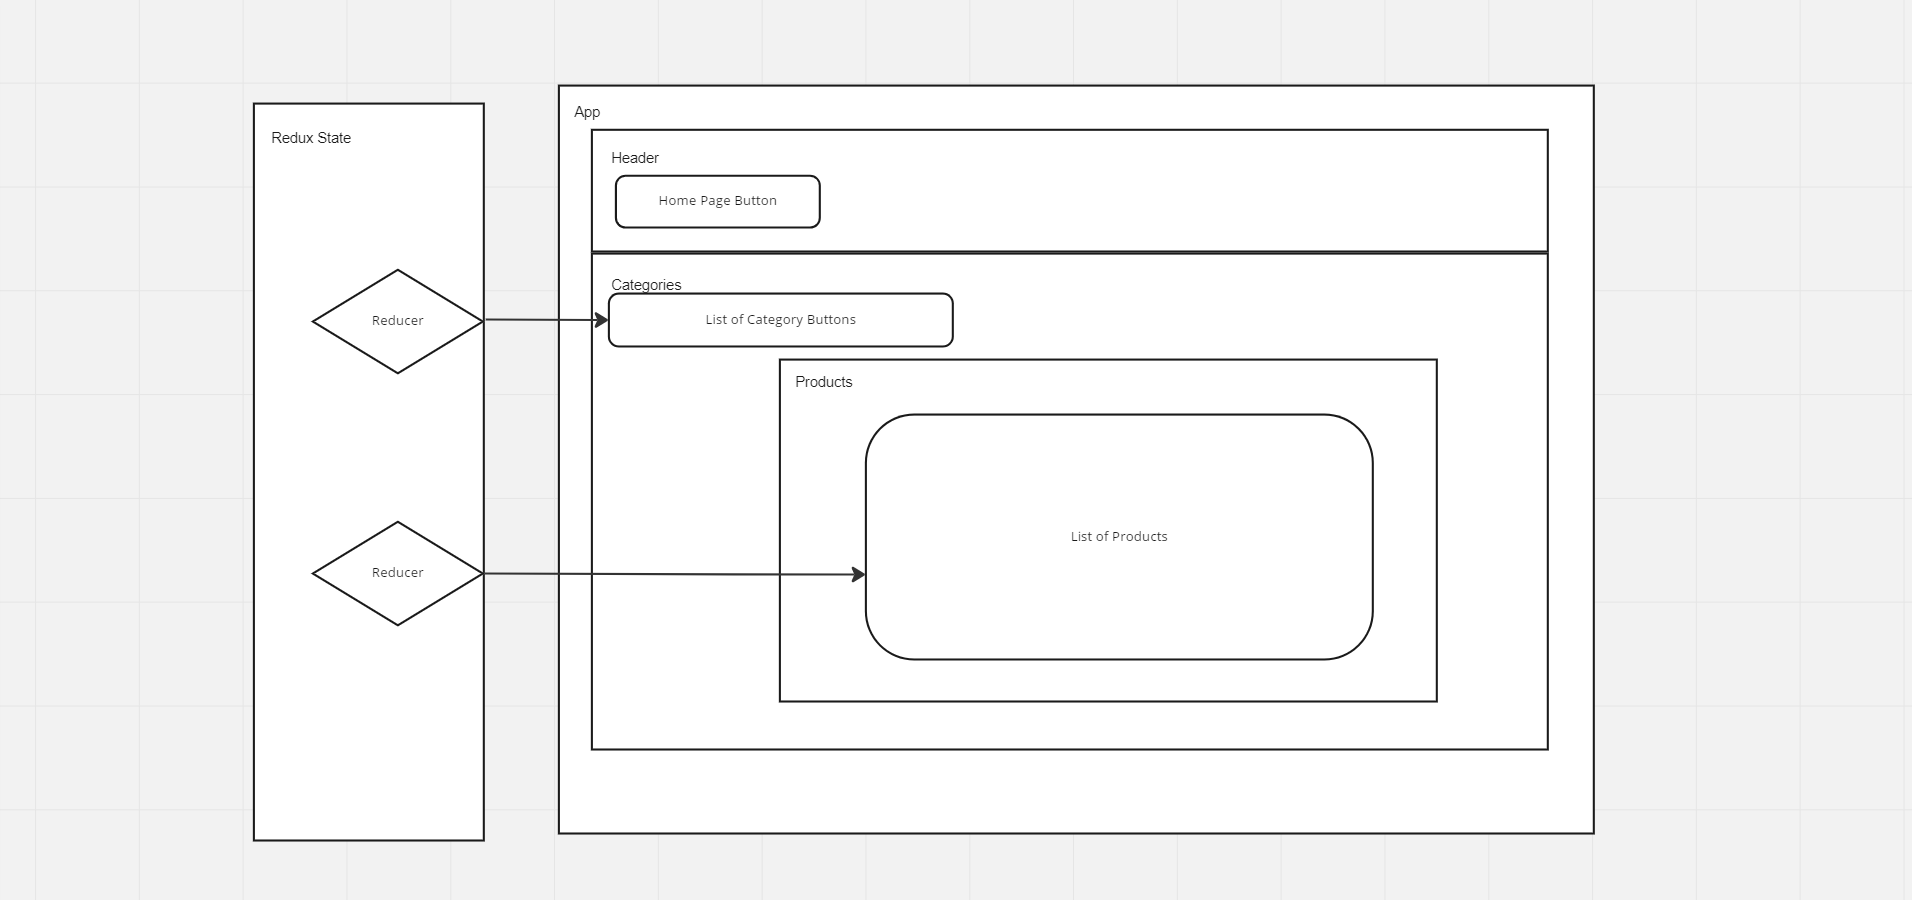 Redux State
Reducer
Reducer
App
Header
Home Page Button
Categories
List of Category Buttons
Products
List of Products